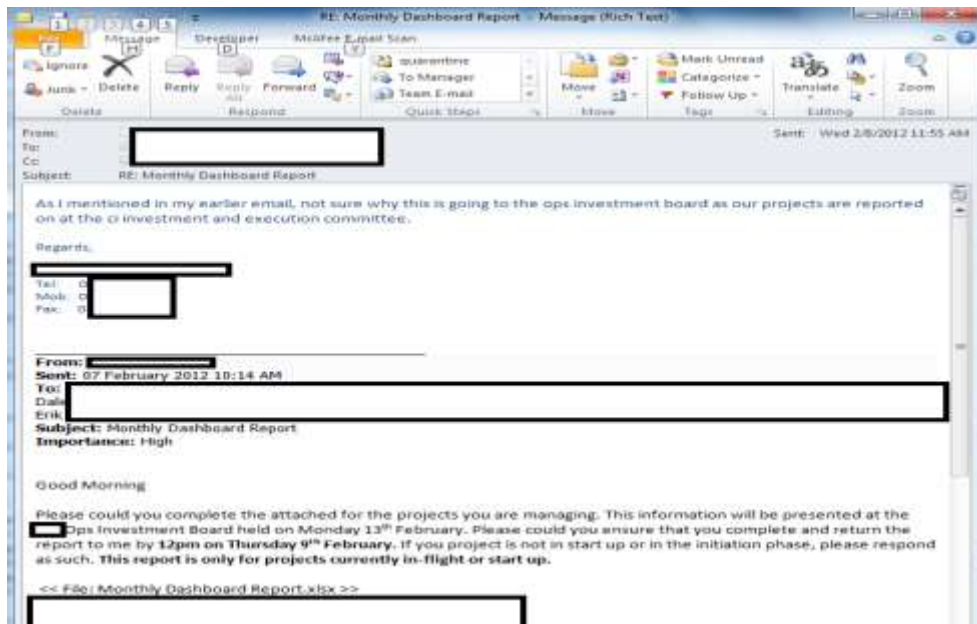 RE: Monthly Dashboard Report - Message (Rich Text)
1 3 4 5
File Message Developer McAfee E-mail Scan
F H D Y
Ignore
Junk Delete
Reply Reply All Forward
quarantine
To Manager
Team E-mail
Move
Mark Unread
Categorize
Follow Up
Translate
Zoom
Delete Respond Quick Steps Move Tags Editing Zoom
From: Sent: Wed 2/8/2012 11:55 AM
To:
Cc:
Subject: RE: Monthly Dashboard Report
As I mentioned in my earlier email, not sure why this is going to the ops investment board as our projects are reported
on at the ci investment and execution committee.
Regards,
Tel: 0
Mob: 0
Fax: 0
From:
Sent: 07 February 2012 10:14 AM
To:
Dale
Erik
Subject: Monthly Dashboard Report
Importance: High
Good Morning
Please could you complete the attached for the projects you are managing. This information will be presented at the
Ops Investment Board held on Monday 13th February. Please could you ensure that you complete and return the
report to me by 12pm on Thursday 9th February. If you project is not in start up or in the initiation phase, please respond
as such. This report is only for projects currently in-flight or start up.
<< File: Monthly Dashboard Report.xlsx >>